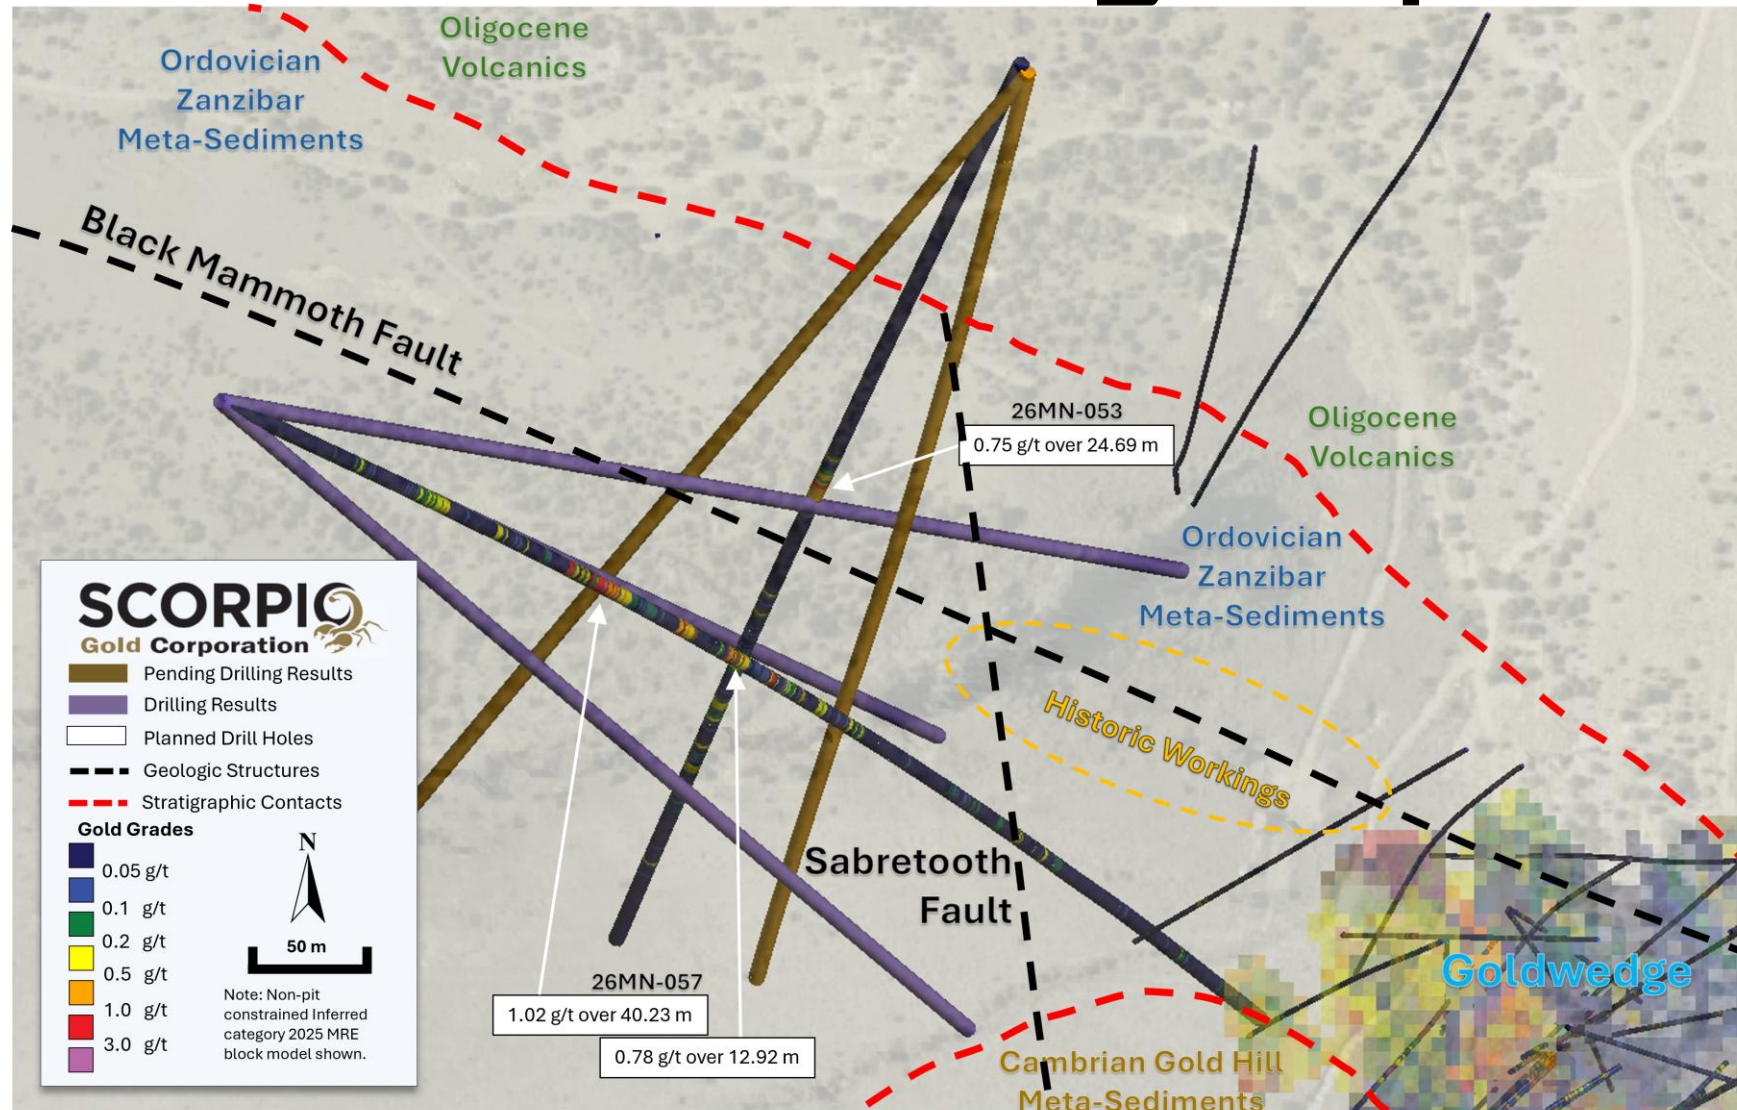 Ordovician
Zanzibar
Meta-Sediments
Oligocene
Volcanics
Black Mammoth Fault
26MN-053
0.75 g/t over 24.69 m
Oligocene
Volcanics
Ordovician
Zanzibar
Meta-Sediments
Historic Workings
Sabretooth
Fault
Goldwedge
26MN-057
1.02 g/t over 40.23 m
0.78 g/t over 12.92 m
Cambrian Gold Hill
Meta-Sediments
SCORPIO
Gold Corporation
Pending Drilling Results
Drilling Results
Planned Drill Holes
Geologic Structures
Stratigraphic Contacts
Gold Grades
0.05 g/t
0.1 g/t
0.2 g/t
0.5 g/t
1.0 g/t
3.0 g/t
N
50 m
Note: Non-pit
constrained Inferred
category 2025 MRE
block model shown.